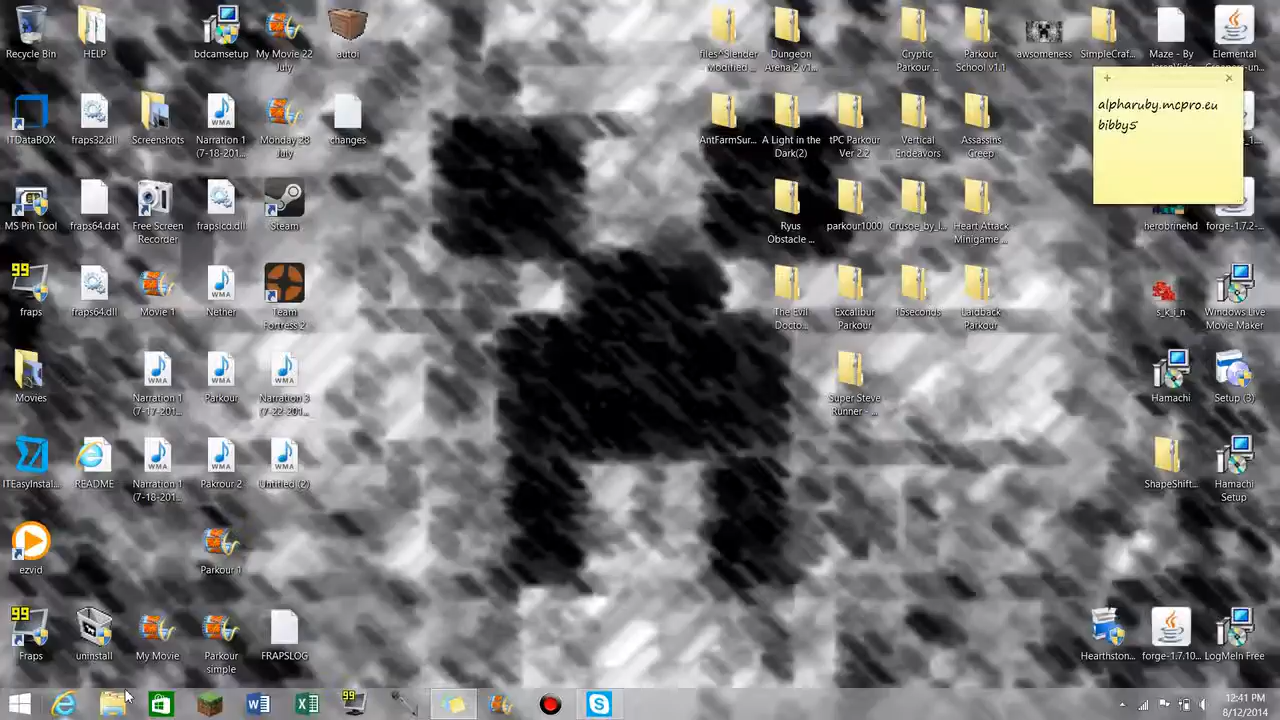 Recycle Bin
HELP
bdcamsetup
My Movie 22
July
autoi
files^Slender
Modified ...
Dungeon
Arena 2 v1...
Cryptic
Parkour ...
Parkour
School v1.1
awsomeness
SimpleCraf...
Maze - By
Elemental
alpharuby.mcpro.eu
bibby5
ITDataBOX
fraps32.dll
Screenshots
Narration 1
(7-18-201...
Monday 28
July
changes
AntFarmSur...
A Light in the
Dark(2)
tPC Parkour
Ver 2.2
Vertical
Endeavors
Assassins
Creep
MS Pin Tool
fraps64.dat
Free Screen
Recorder
frapslcd.dll
Steam
Ryus
Obstacle ...
parkour1000
Crusoe_by_I...
Heart Attack
Minigame ...
herobrinehd
forge-1.7.2-...
99
fraps
fraps64.dll
Movie 1
Netner
Team
Fortress 2
The Evil
Docto...
Excalibur
Parkour
15seconds
Laidback
Parkour
s_k_i_n
Windows Live
Movie Maker
Movies
WMA
Narration 1
(7-17-201...
Parkour
Narration 3
(7-22-201...
Super Steve
Runner - ...
Hamachi
Setup (3)
ITEasyInstal...
README
Narration 1
(7-18-201...
Pakrour 2
Untitled (2)
ShapeShift...
Hamachi
Setup
ezvid
Parkour 1
99
Fraps
uninstall
My Movie
Parkour
simple
FRAPSLOG
Hearthston...
forge-1.7.10...
LogMeIn Free
99
12:41 PM
8/12/2014